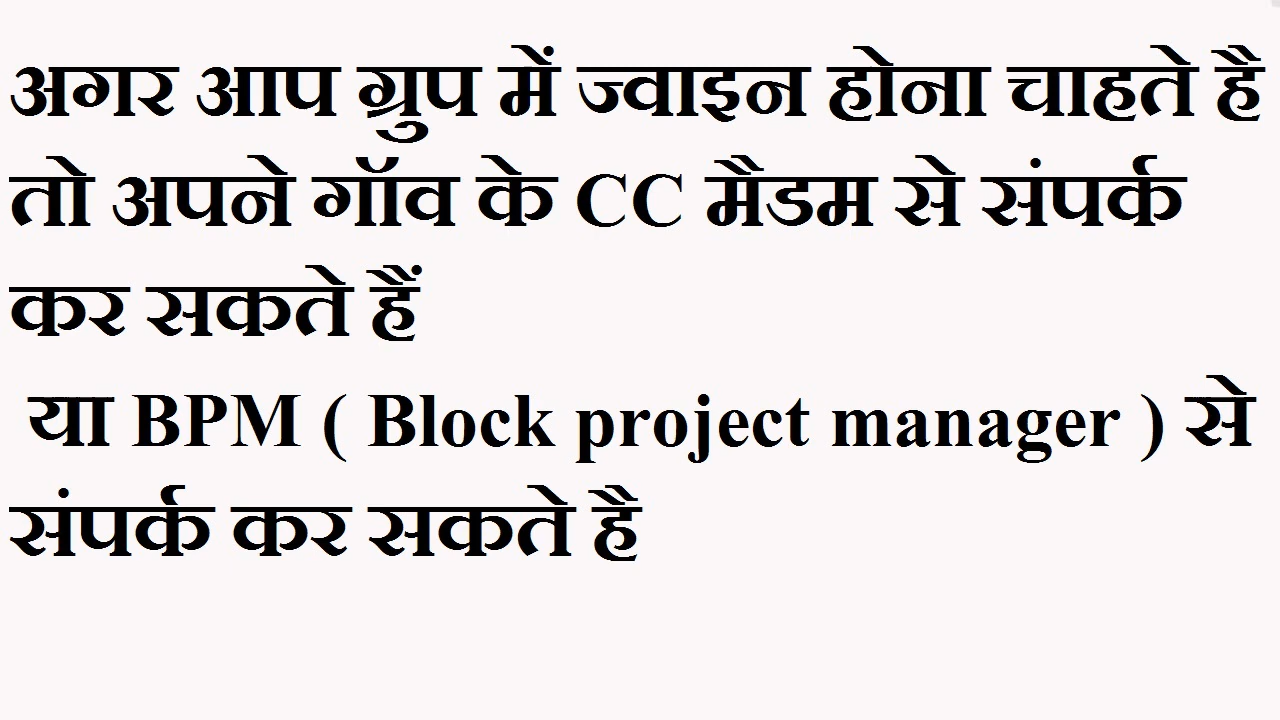 अगर आप ग्रुप में ज्वाइन होना चाहते है
तो अपने गॉव के CC मैडम से संपर्क
कर सकते हैं
या BPM ( Block project manager ) से
संपर्क कर सकते है